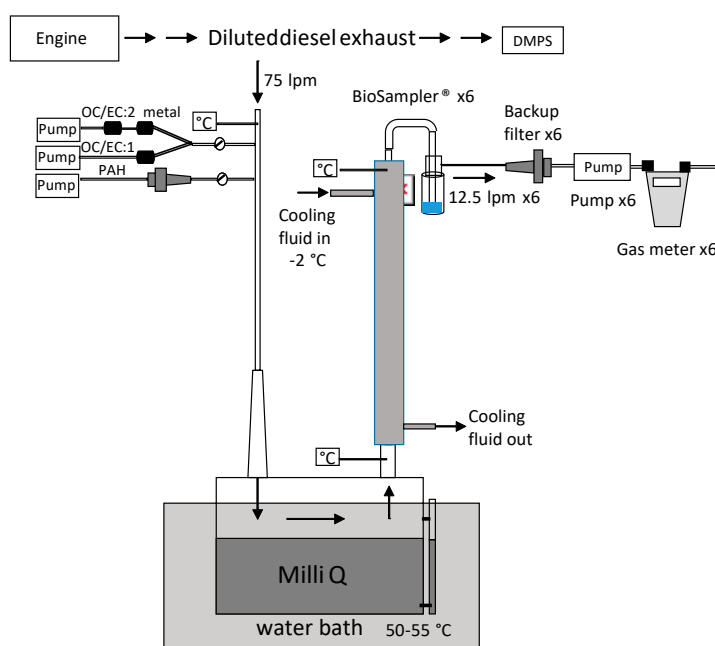 Engine
Diluted diesel exhaust
DMPS
75 lpm
OC/EC:2 metal
Pump
OC/EC:1
Pump
PAH
Pump
°C
BioSampler® x6
Backup
filter x6
°C
Cooling
fluid in
-2 °C
12.5 lpm x6
Pump
Pump x6
Gas meter x6
Cooling
fluid out
°C
Milli Q
water bath
50-55 °C